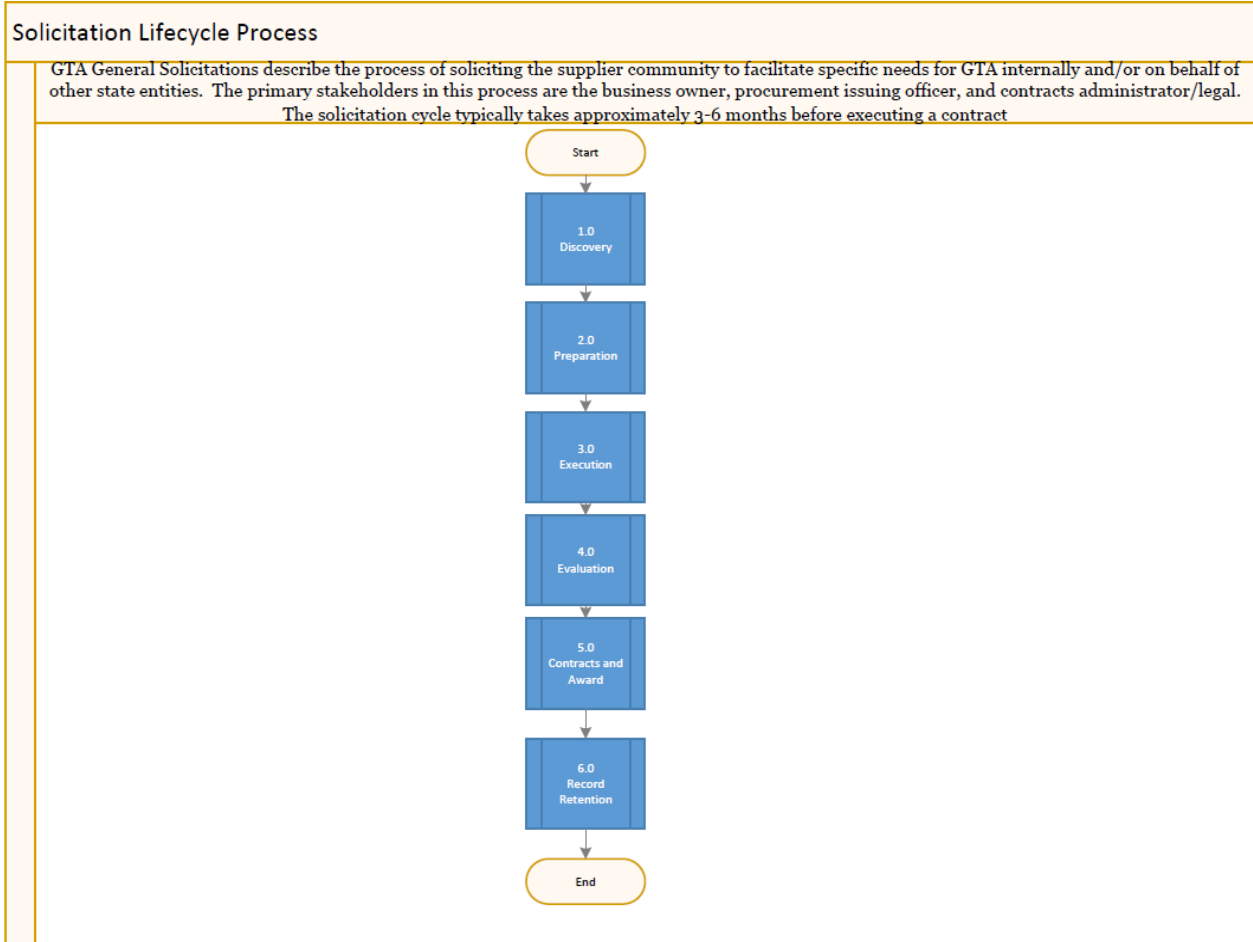 Solicitation Lifecycle Process
GTA General Solicitations describe the process of soliciting the supplier community to facilitate specific needs for GTA internally and/or on behalf of
other state entities.  The primary stakeholders in this process are the business owner, procurement issuing officer, and contracts administrator/legal.
The solicitation cycle typically takes approximately 3-6 months before executing a contract
Start
1.0
Discovery
2.0
Preparation
3.0
Execution
4.0
Evaluation
5.0
Contracts and
Award
6.0
Record
Retention
End